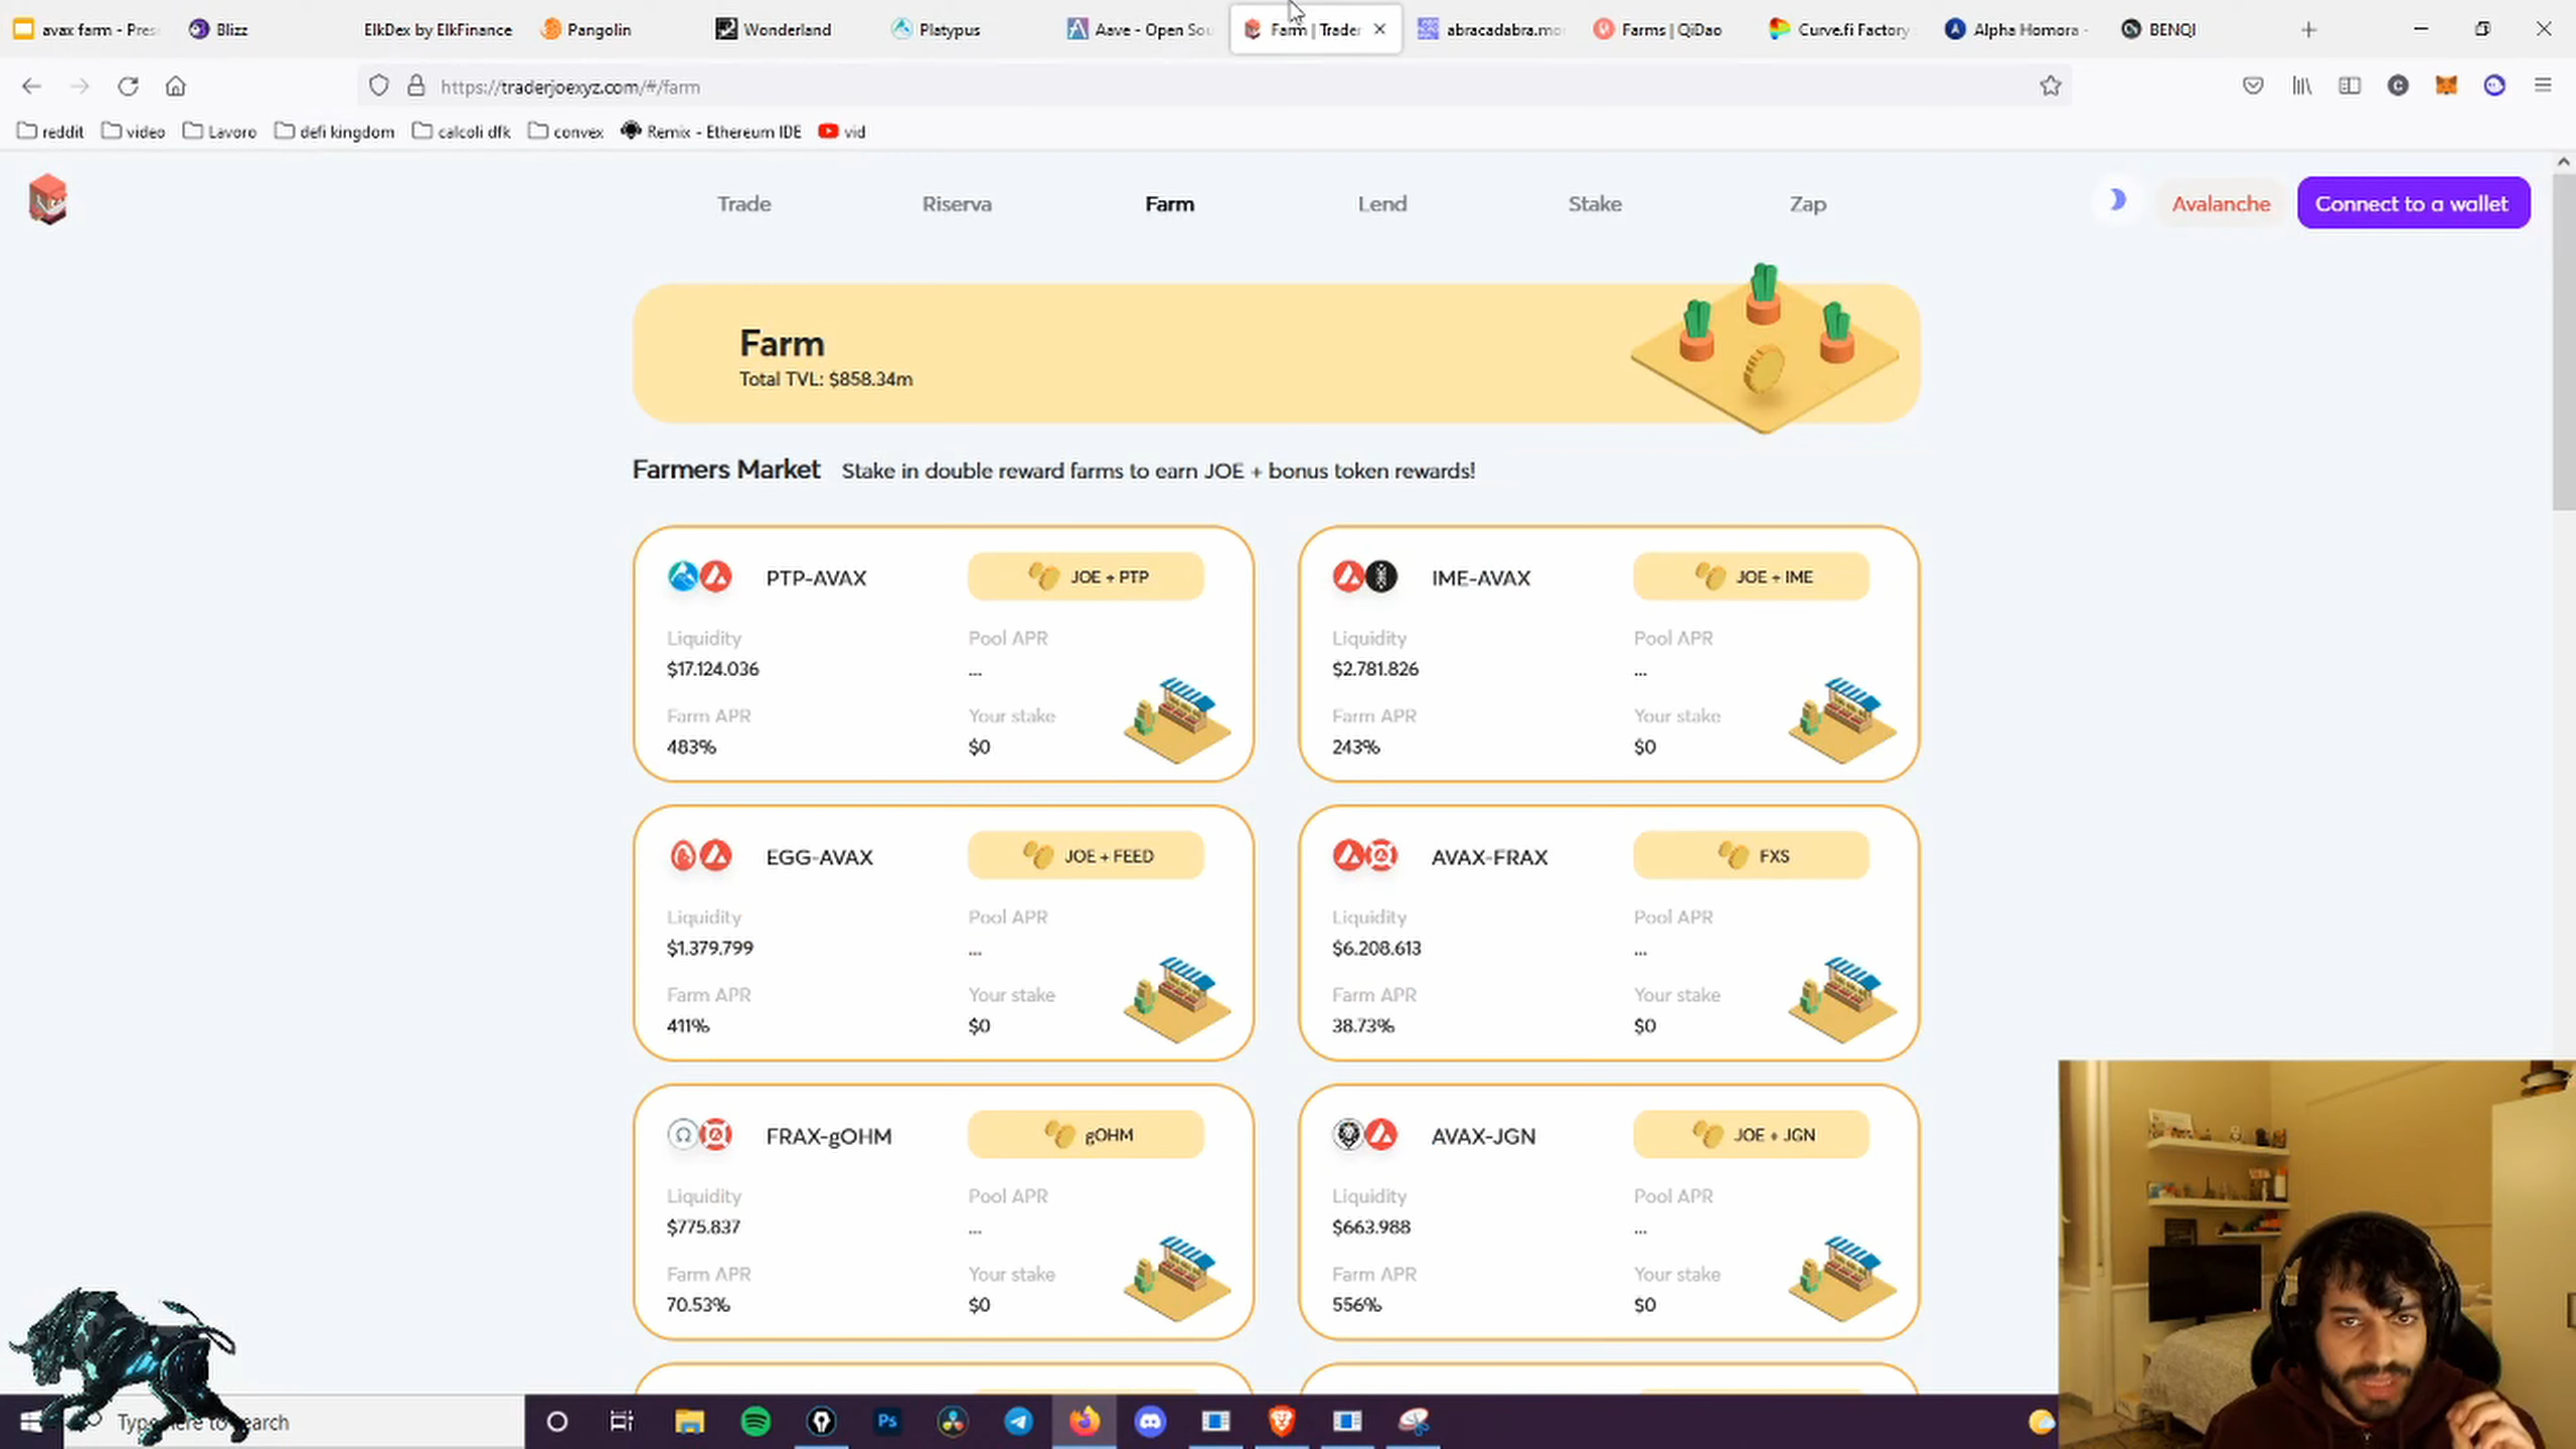 avax farm - Pres
Blizz
ElkDex by ElkFinance
Pangolin
Wonderland
Platypus
Aave - Open Sou
Farm | Trader
abracadabra.mo
Farms | QiDao
Curve.fi Factory
Alpha Homora -
BENQI
https://traderjoexyz.com/#/farm
reddit
video
Lavoro
defi kingdom
calcoli dfk
convex
Remix - Ethereum IDE
vid
Trade
Riserva
Farm
Lend
Stake
Zap
Avalanche
Connect to a wallet
Farm
Total TVL: $858.34m
Farmers Market Stake in double reward farms to earn JOE + bonus token rewards!
PTP-AVAX
JOE + PTP
Liquidity
Pool APR
$17.124.036
...
Farm APR
Your stake
483%
$0
IME-AVAX
JOE + IME
Liquidity
Pool APR
$2.781.826
...
Farm APR
Your stake
243%
$0
EGG-AVAX
JOE + FEED
Liquidity
Pool APR
$1.379.799
...
Farm APR
Your stake
411%
$0
AVAX-FRAX
FXS
Liquidity
Pool APR
$6.208.613
...
Farm APR
Your stake
38.73%
$0
FRAX-gOHM
gOHM
Liquidity
Pool APR
$775.837
...
Farm APR
Your stake
70.53%
$0
AVAX-JGN
JOE + JGN
Liquidity
Pool APR
$663.988
...
Farm APR
Your stake
556%
$0
Type here to search
Ps